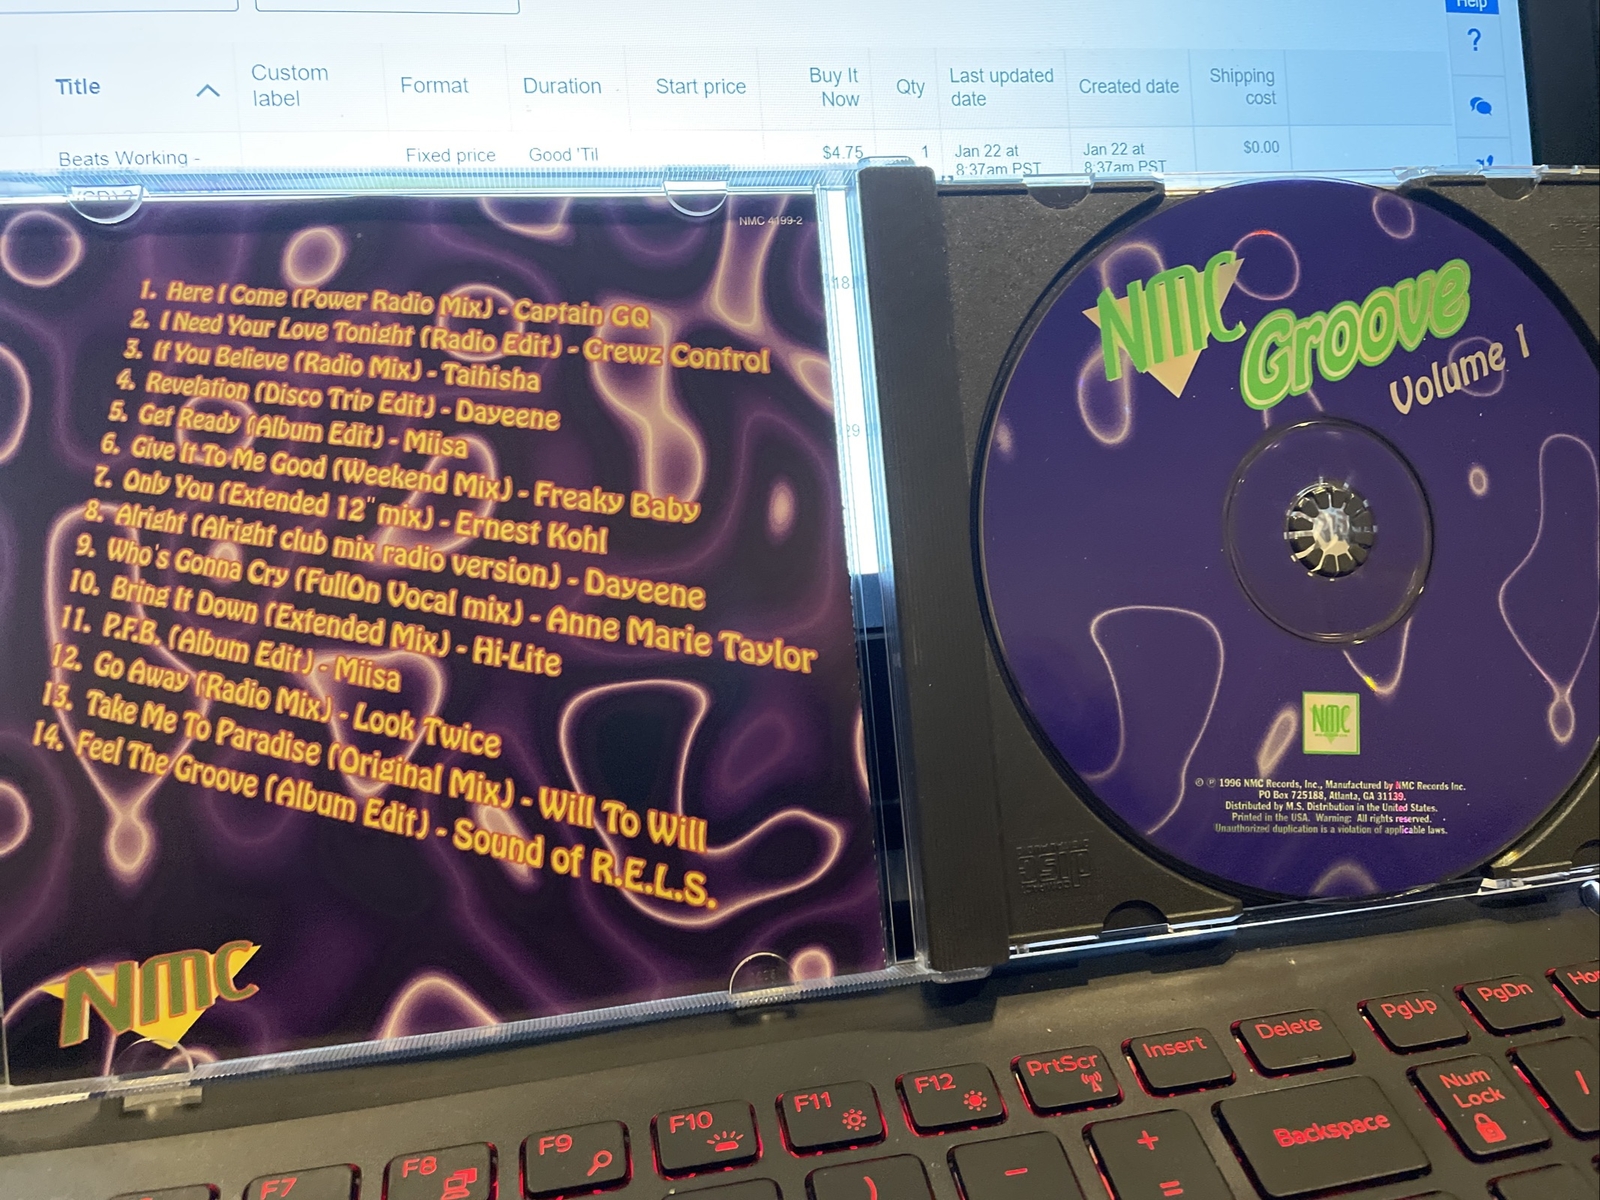 Help
?
Title
Custom label
Format
Duration
Start price
Buy It Now
Qty
Last updated date
Created date
Shipping cost
Beats Working -
Fixed price
Good 'Til
$4.75
1
Jan 22 at 8:37am PST
Jan 22 at 8:37am PST
$0.00
NMC 4199-2
1. Here I Come (Power Radio Mix) - Captain GQ
2. I Need Your Love Tonight (Radio Edit) - Crewz Control
3. If You Believe (Radio Mix) - Taihisha
4. Revelation (Disco Trip Edit) - Dayeene
5. Get Ready (Album Edit) - Miisa
6. Give It To Me Good (Weekend Mix) - Freaky Baby
7. Only You (Extended 12" mix) - Ernest Kohl
8. Alright (Alright club mix radio version) - Dayeene
9. Who's Gonna Cry (FullOn Vocal mix) - Anne Marie Taylor
10. Bring It Down (Extended Mix) - Hi-Lite
11. P.F.B. (Album Edit) - Miisa
12. Go Away (Radio Mix) - Look Twice
13. Take Me To Paradise (Original Mix) - Will To Will
14. Feel The Groove (Album Edit) - Sound of R.E.L.S.
NMC
NMC
Groove
Volume 1
NMC
© ℗ 1996 NMC Records, Inc., Manufactured by NMC Records Inc.
PO Box 725188, Atlanta, GA 31139.
Distributed by M.S. Distribution in the United States.
Printed in the USA. Warning: All rights reserved.
Unauthorized duplication is a violation of applicable laws.
F7
F8
F9
F10
F11
F12
PrtScr
Insert
Delete
PgUp
PgDn
)
-
+
=
Backspace
Num Lock
/